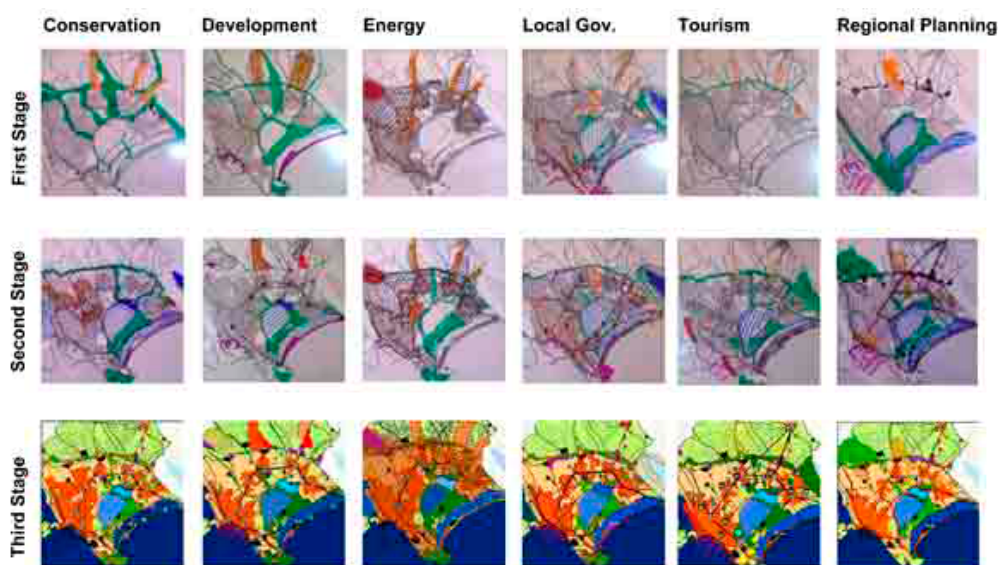 Conservation Development Energy Local Gov. Tourism Regional Planning
First Stage
Second Stage
Third Stage